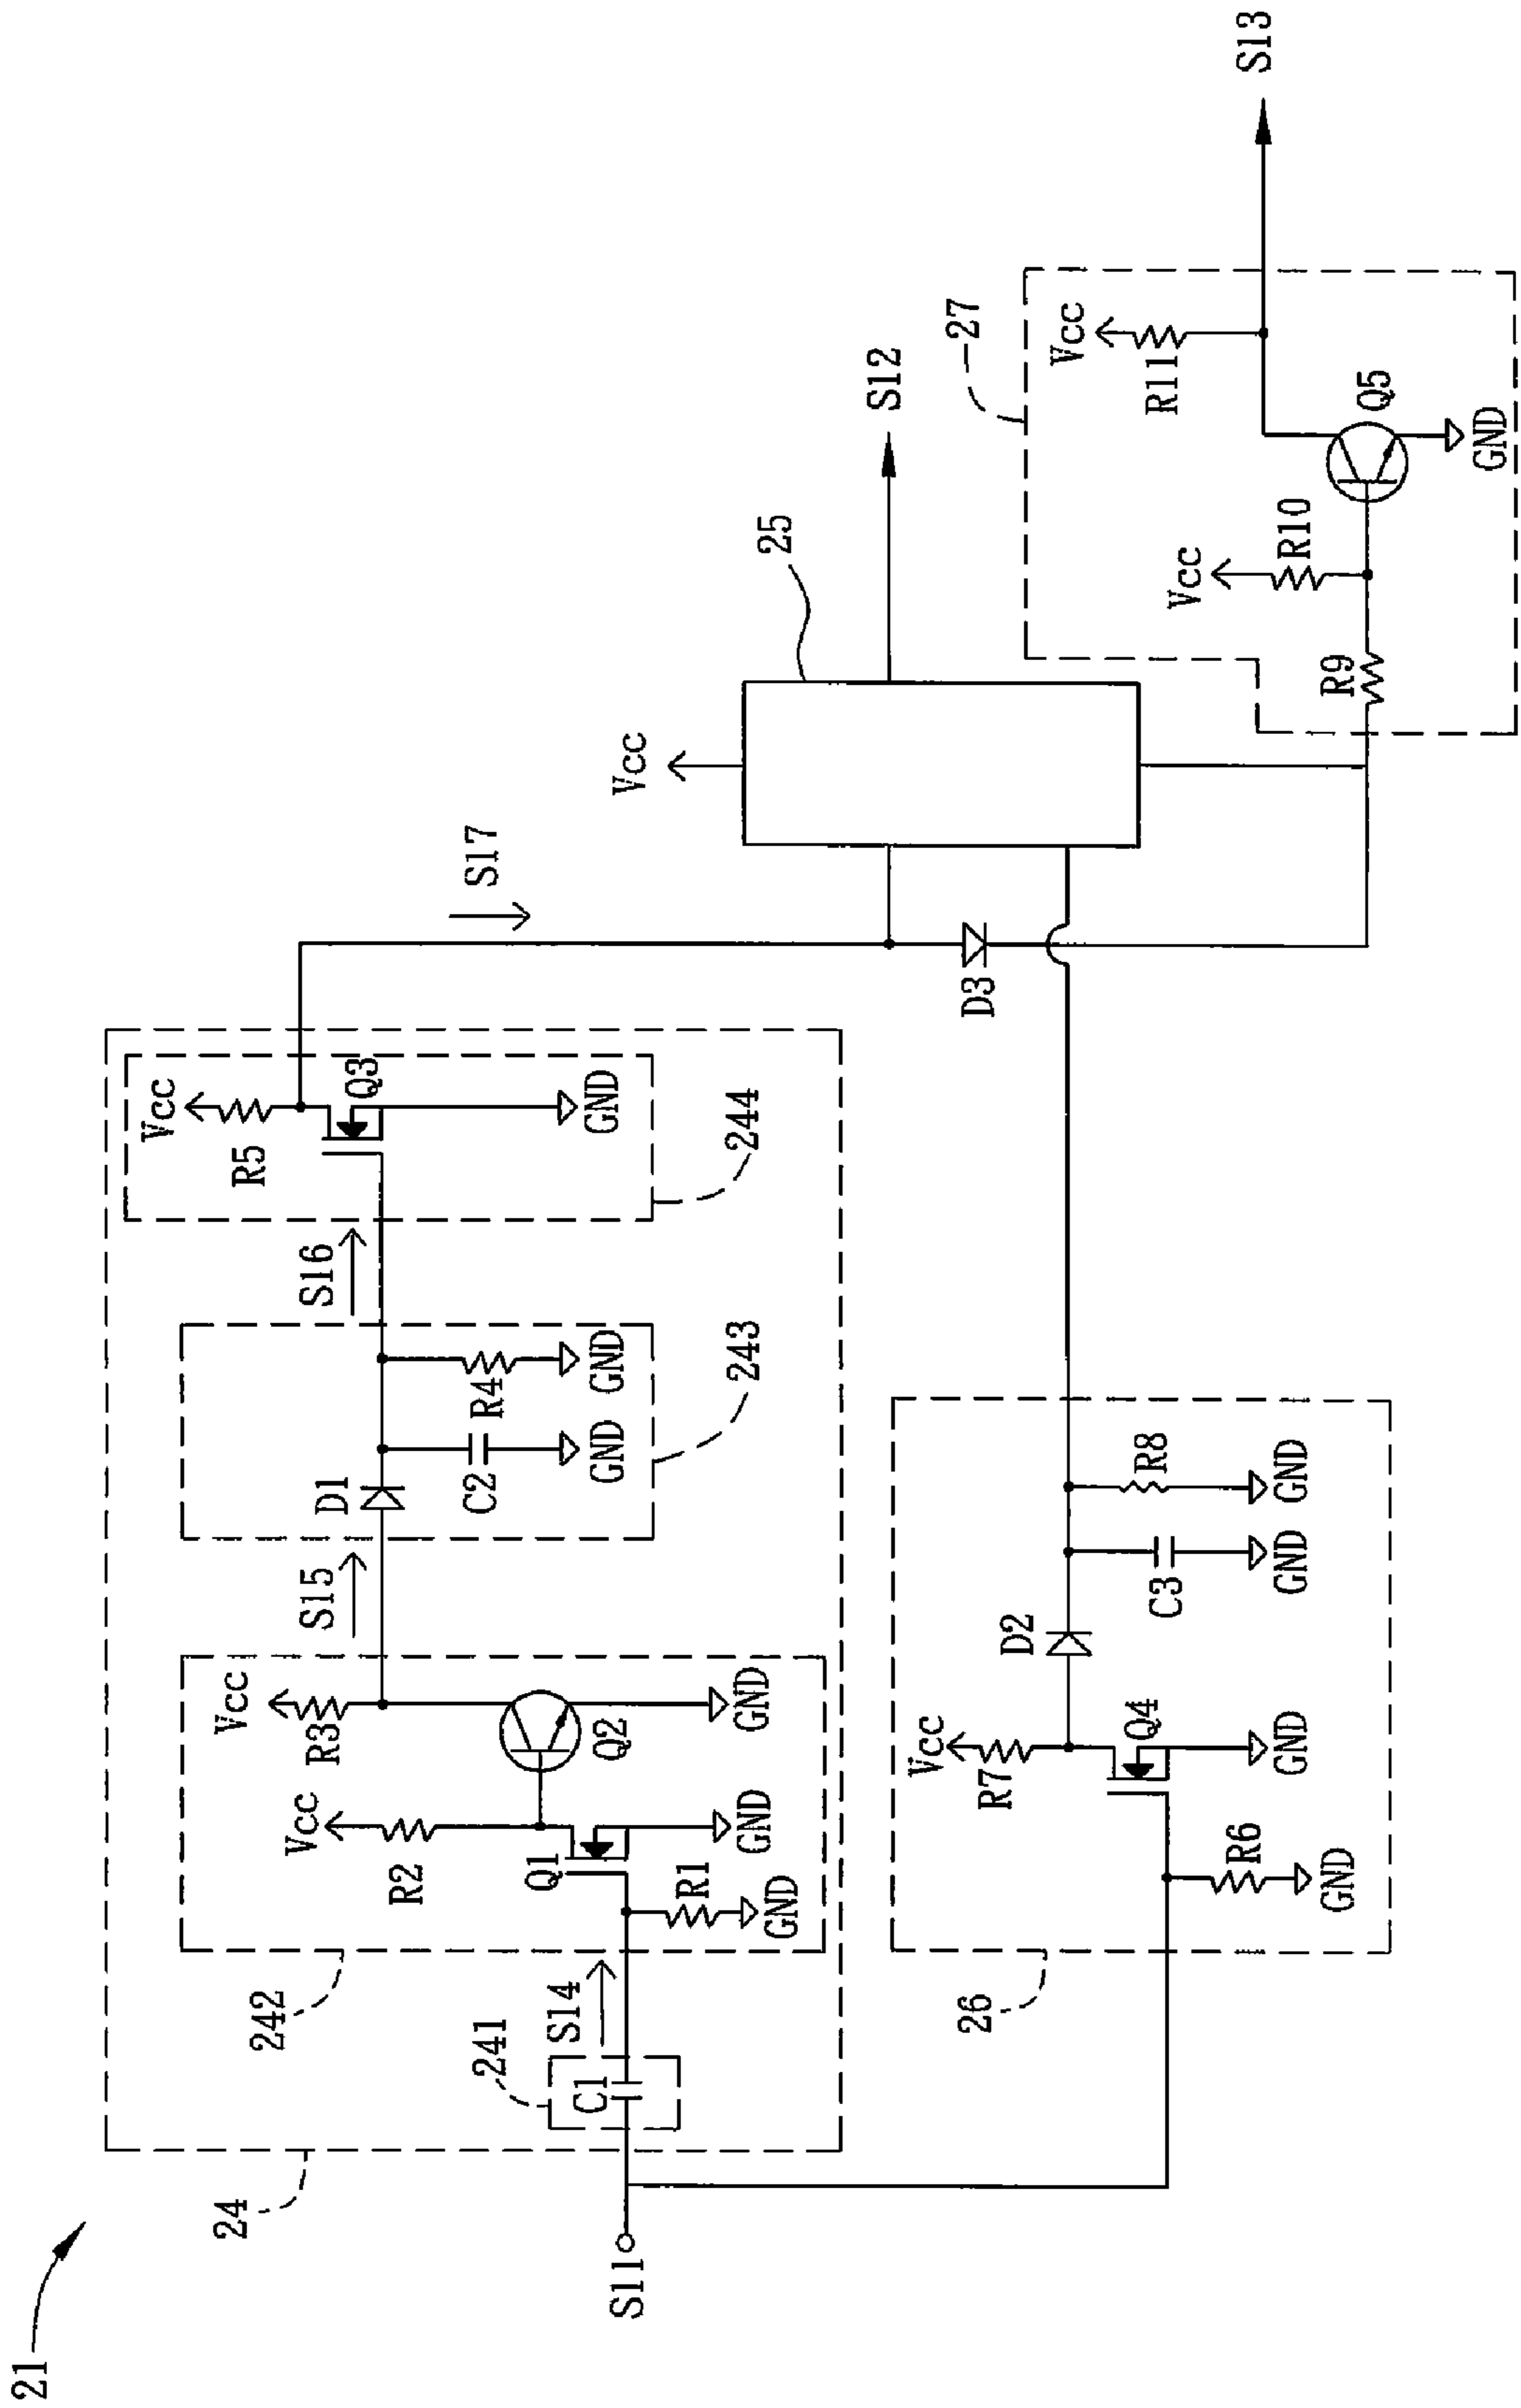 21
24
241
242
243
244
S11
C1
S14
R1
GND
Q1
GND
R2
Vcc
Q2
GND
R3
Vcc
S15
D1
C2
GND
R4
GND
S16
Q3
GND
R5
Vcc
S17
D3
25
Vcc
S12
26
R6
GND
Q4
GND
R7
Vcc
D2
C3
GND
R8
GND
27
R9
R10
Vcc
Q5
GND
R11
Vcc
S13